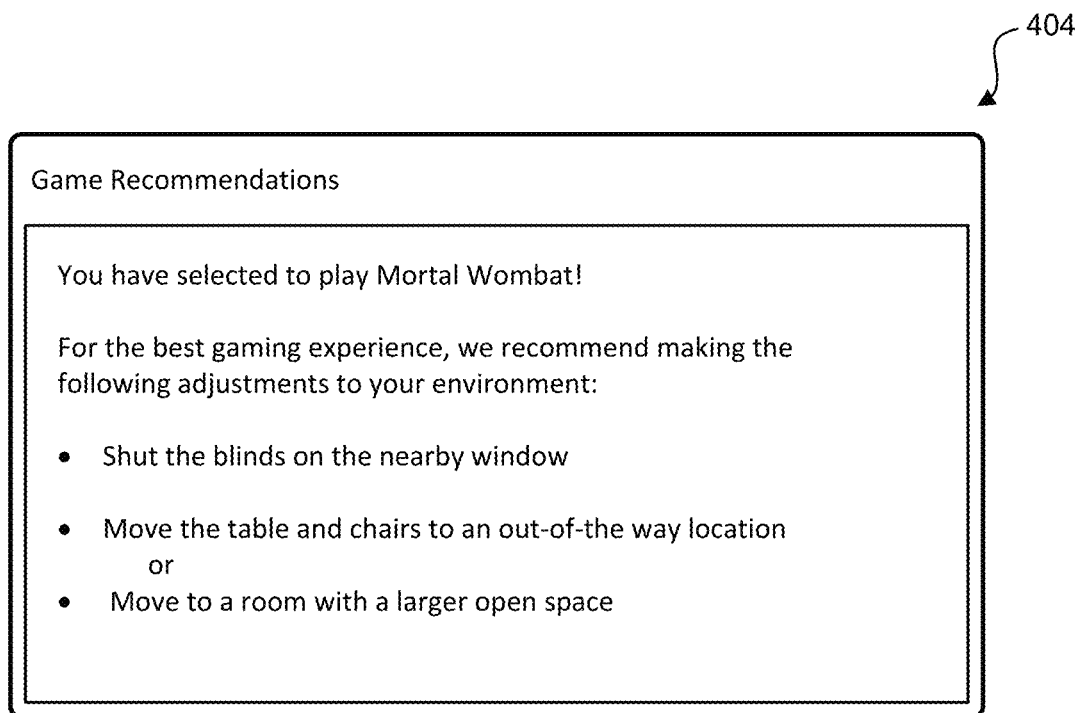 404
Game Recommendations
You have selected to play Mortal Wombat!
For the best gaming experience, we recommend making the
following adjustments to your environment:
• Shut the blinds on the nearby window
• Move the table and chairs to an out-of-the way location
or
• Move to a room with a larger open space